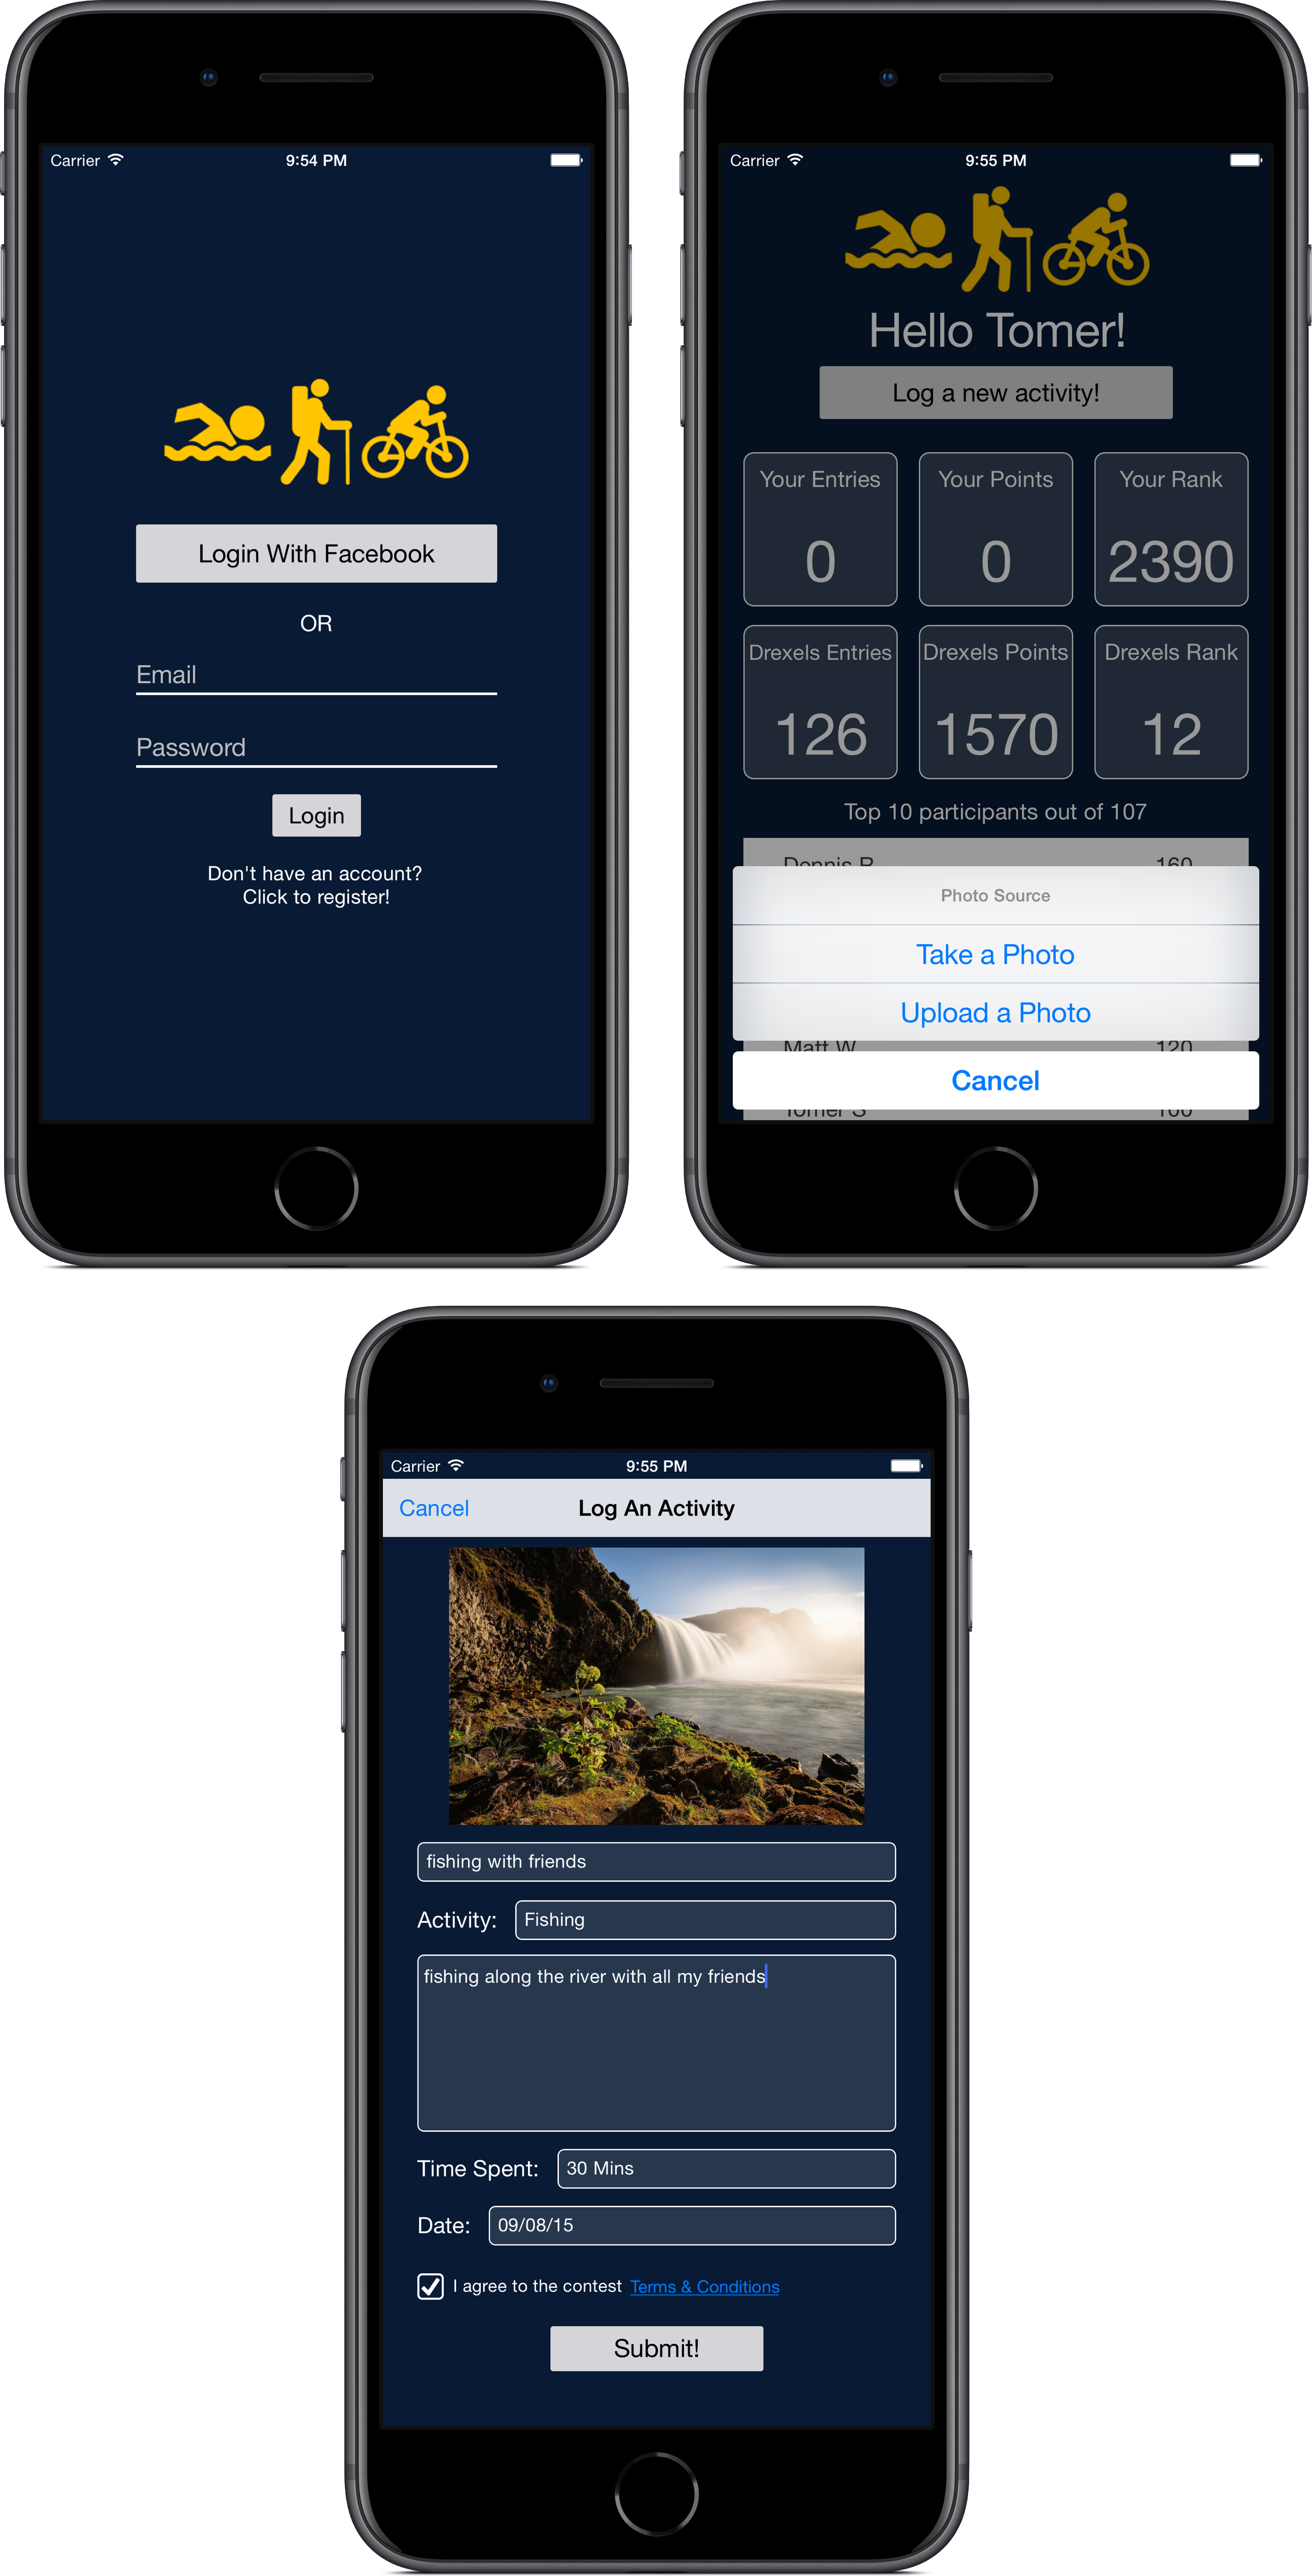 Carrier 9:54 PM
Login With Facebook
OR
Email
Password
Login
Don't have an account?
Click to register!
Carrier 9:55 PM
Hello Tomer!
Log a new activity!
Your Entries Your Points Your Rank
0 0 2390
Drexels Entries Drexels Points Drexels Rank
126 1570 12
Top 10 participants out of 107
Dennis R 160
Photo Source
Take a Photo
Upload a Photo
Matt W 120
Cancel
Tomer S 100
Carrier 9:55 PM
Cancel Log An Activity
fishing with friends
Activity: Fishing
fishing along the river with all my friends
Time Spent: 30 Mins
Date: 09/08/15
I agree to the contest Terms & Conditions
Submit!